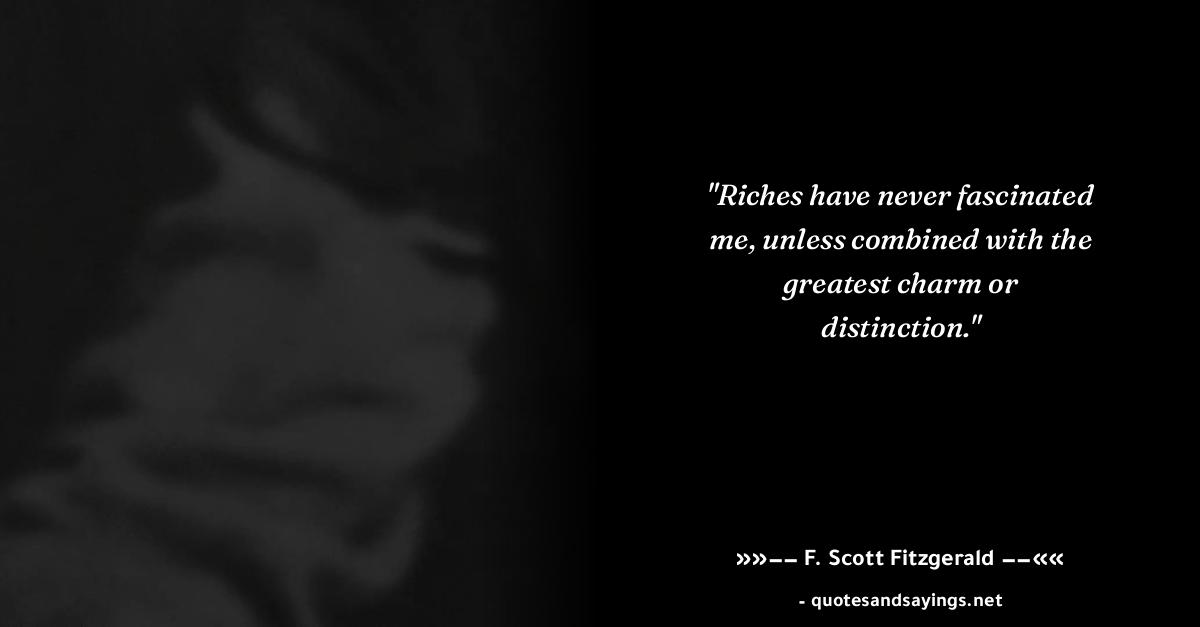 "Riches have never fascinated
me, unless combined with the
greatest charm or
distinction."
»»−− F. Scott Fitzgerald −−««
- quotesandsayings.net